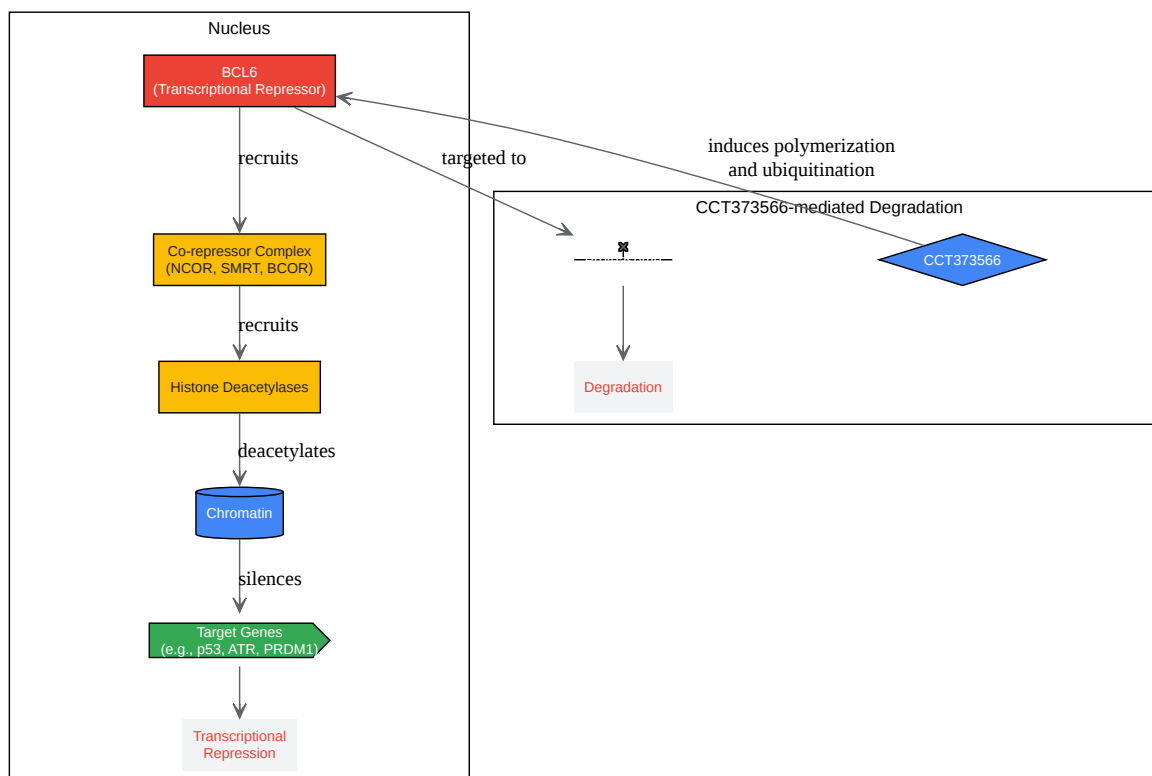 Nucleus
BCL6
(Transcriptional Repressor)
induces polymerization
and ubiquitination
recruits
targeted to
CCT373566-mediated Degradation
Co-repressor Complex
(NCOR, SMRT, BCOR)
CCT373566
recruits
Histone Deacetylases
Degradation
deacetylates
Chromatin
silences
Target Genes
(e.g., p53, ATR, PRDM1)
Transcriptional
Repression